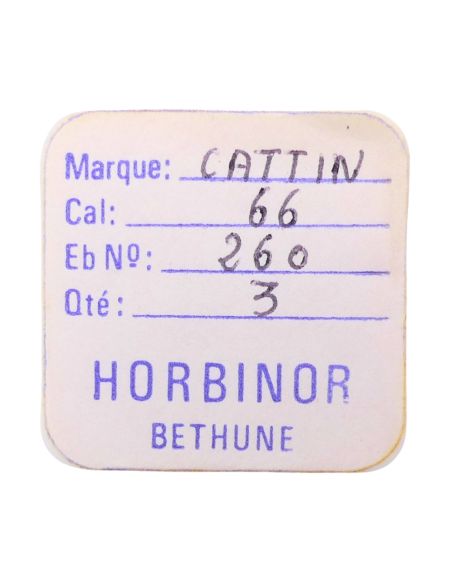 Marque: CATTIN
Cal: 66
Eb Nº: 260
Qté: 3
HORBINOR
BETHUNE